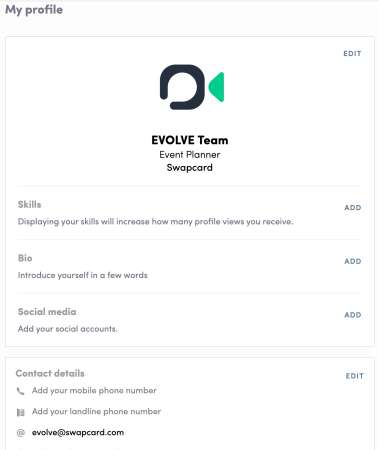 My profile
EDIT
EVOLVE Team
Event Planner
Swapcard
Skills
ADD
Displaying your skills will increase how many profile views you receive.
Bio
ADD
Introduce yourself in a few words
Social media
ADD
Add your social accounts.
Contact details
EDIT
Add your mobile phone number
Add your landline phone number
@ evolve@swapcard.com